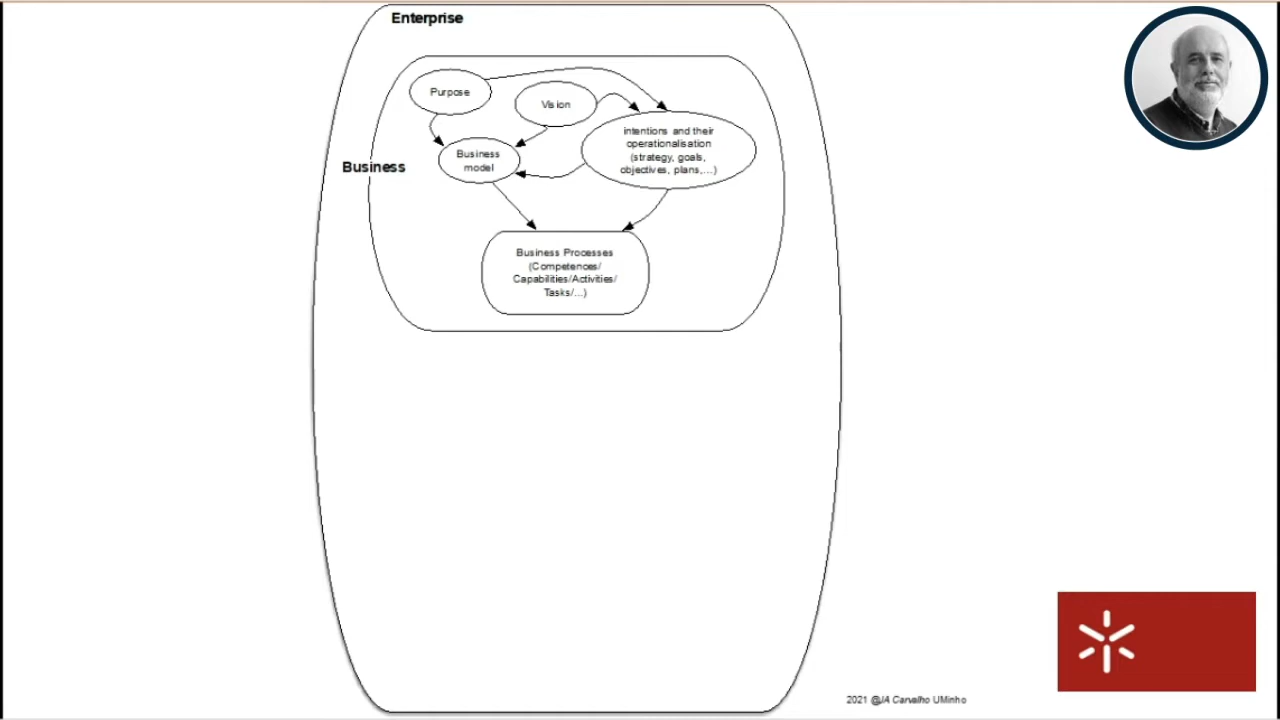 Enterprise
Purpose
Vision
intentions and their
operationalisation
(strategy, goals,
objectives, plans,...)
Business
model
Business
Business Processes
(Competences/
Capabilities/Activities/
Tasks/...)
2021 @JA Carvalho UMinho